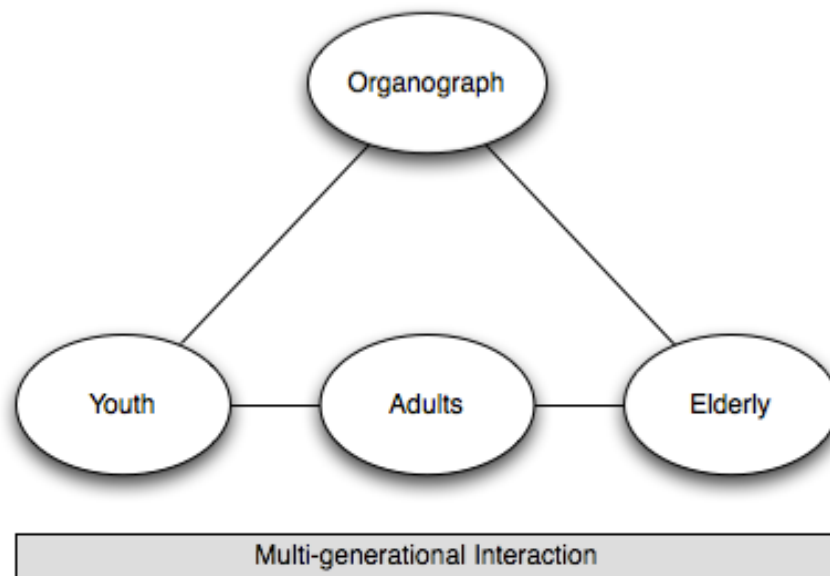 Organograph
Youth
Adults
Elderly
Multi-generational Interaction